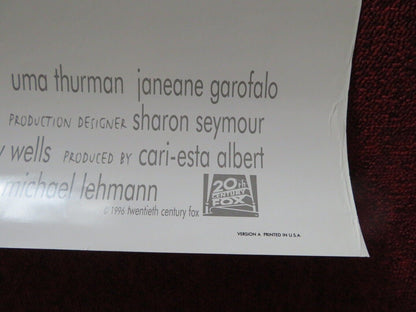 uma thurman janeane garofalo
PRODUCTION DESIGNER sharon seymour
wells PRODUCED BY cari-esta albert
michael lehmann
20th CENTURY FOX
© 1996 twentieth century fox
VERSION A PRINTED IN U.S.A